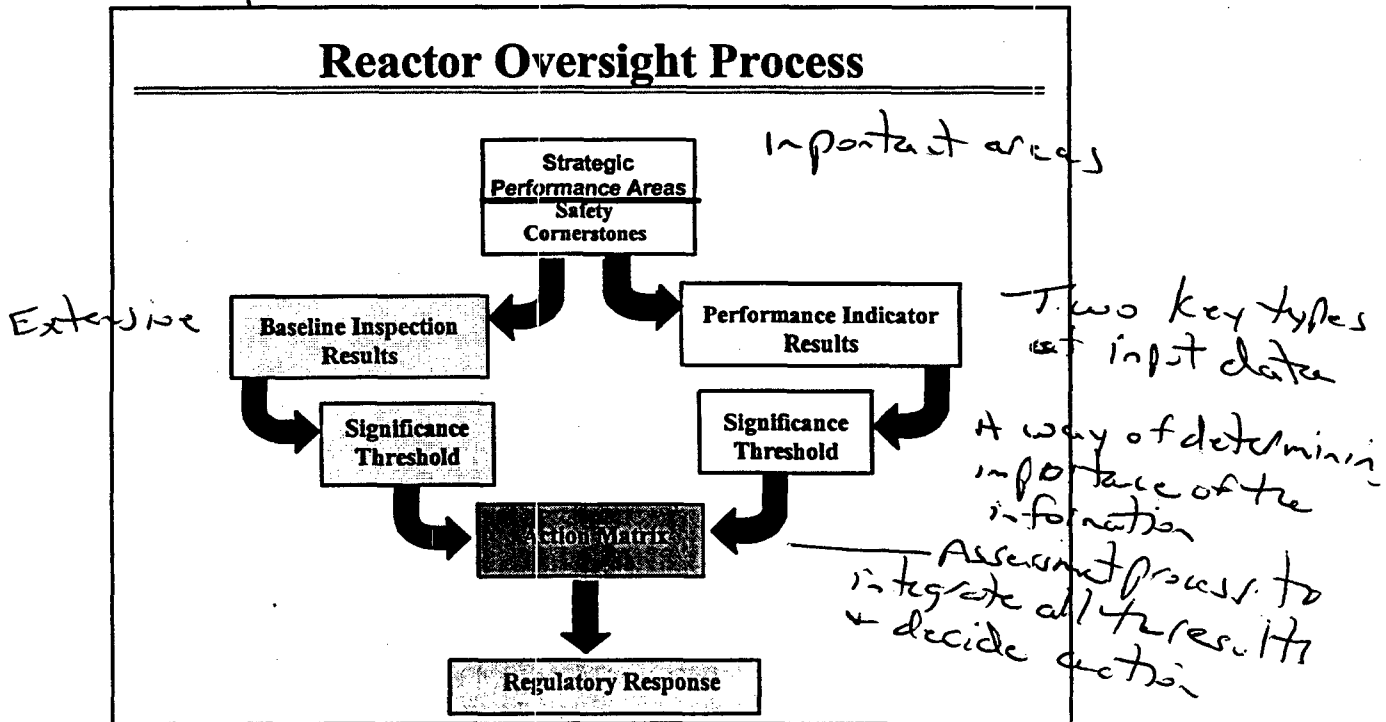 Reactor Oversight Process
Important areas
Strategic
Performance Areas
Safety
Cornerstones
Extensive
Baseline Inspection
Results
Performance Indicator
Results
Two key types
of input data
Significance
Threshold
Significance
Threshold
A way of determinin
importance of the
information
Action Matrix
Assessment process to
integrate all the results
+ decide action
Regulatory Response